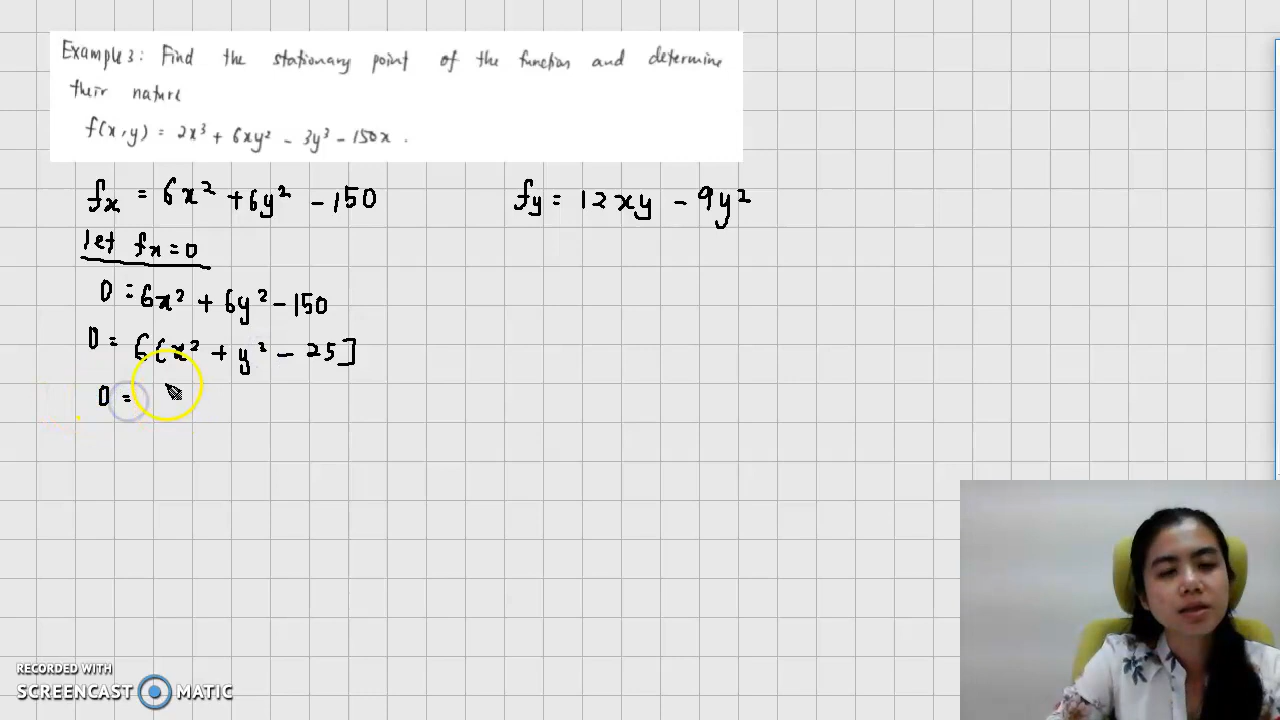 Example 3: Find the stationary point of the function and determine
their nature
f(x,y) = 2x³ + 6xy² - 3y³ - 150x.
fx = 6x² + 6y² - 150
fy = 12xy - 9y²
let fx = 0
0 = 6x² + 6y² - 150
0 = 6[x² + y² - 25]
0 =
RECORDED WITH
SCREENCAST MATIC